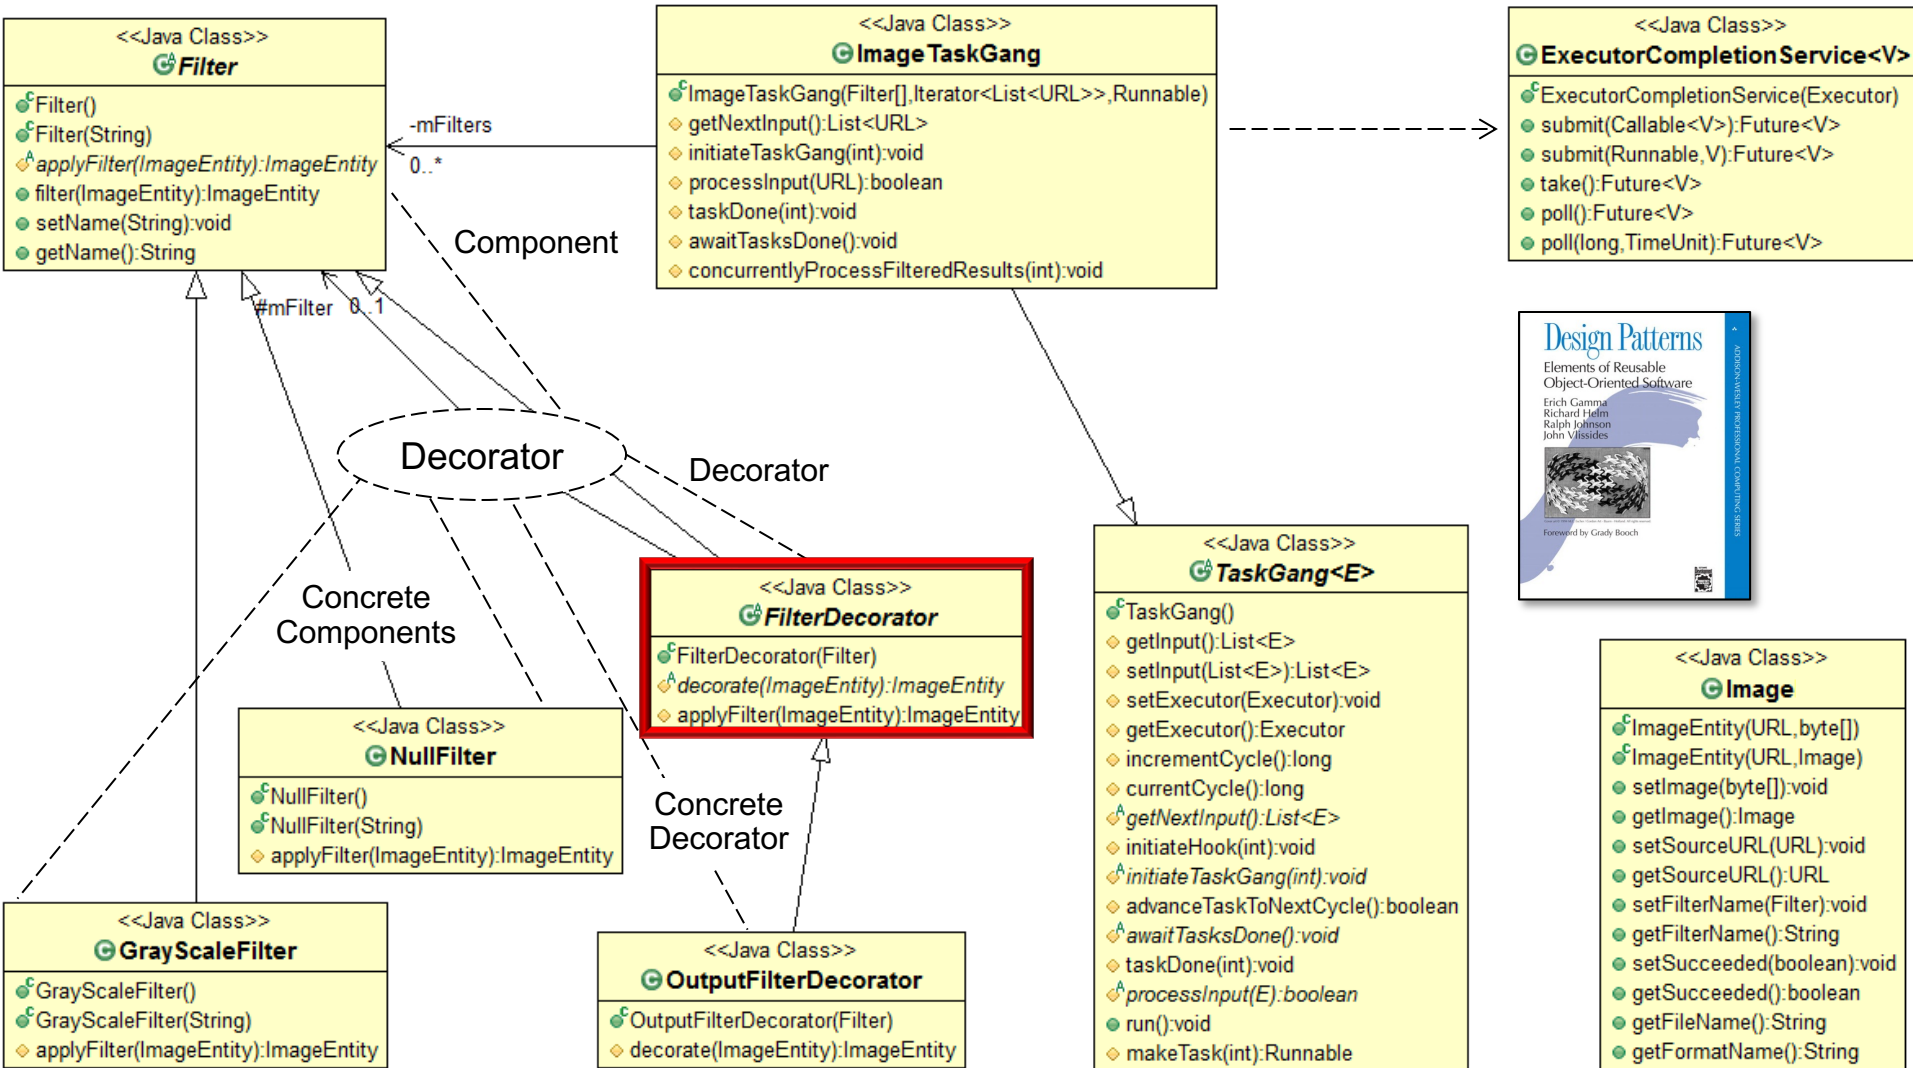 <<Java Class>>
Filter
Filter()
Filter(String)
applyFilter(ImageEntity):ImageEntity
filter(ImageEntity):ImageEntity
setName(String):void
getName():String
-mFilters
0..*
<<Java Class>>
ImageTaskGang
ImageTaskGang(Filter[],Iterator<List<URL>>,Runnable)
getNextInput():List<URL>
initiateTaskGang(int):void
processInput(URL):boolean
taskDone(int):void
awaitTasksDone():void
concurrentlyProcessFilteredResults(int):void
<<Java Class>>
ExecutorCompletionService<V>
ExecutorCompletionService(Executor)
submit(Callable<V>):Future<V>
submit(Runnable,V):Future<V>
take():Future<V>
poll():Future<V>
poll(long,TimeUnit):Future<V>
Component
#mFilter 0..1
Decorator
Decorator
Concrete
Components
Concrete
Decorator
<<Java Class>>
FilterDecorator
FilterDecorator(Filter)
decorate(ImageEntity):ImageEntity
applyFilter(ImageEntity):ImageEntity
<<Java Class>>
NullFilter
NullFilter()
NullFilter(String)
applyFilter(ImageEntity):ImageEntity
<<Java Class>>
GrayScaleFilter
GrayScaleFilter()
GrayScaleFilter(String)
applyFilter(ImageEntity):ImageEntity
<<Java Class>>
OutputFilterDecorator
OutputFilterDecorator(Filter)
decorate(ImageEntity):ImageEntity
<<Java Class>>
TaskGang<E>
TaskGang()
getInput():List<E>
setInput(List<E>):List<E>
setExecutor(Executor):void
getExecutor():Executor
incrementCycle():long
currentCycle():long
getNextInput():List<E>
initiateHook(int):void
initiateTaskGang(int):void
advanceTaskToNextCycle():boolean
awaitTasksDone():void
taskDone(int):void
processInput(E):boolean
run():void
makeTask(int):Runnable
Design Patterns
Elements of Reusable
Object-Oriented Software
Erich Gamma
Richard Helm
Ralph Johnson
John Vlissides
Foreword by Grady Booch
ADDISON-WESLEY PROFESSIONAL COMPUTING SERIES
<<Java Class>>
Image
ImageEntity(URL,byte[])
ImageEntity(URL,Image)
setImage(byte[]):void
getImage():Image
setSourceURL(URL):void
getSourceURL():URL
setFilterName(Filter):void
getFilterName():String
setSucceeded(boolean):void
getSucceeded():boolean
getFileName():String
getFormatName():String